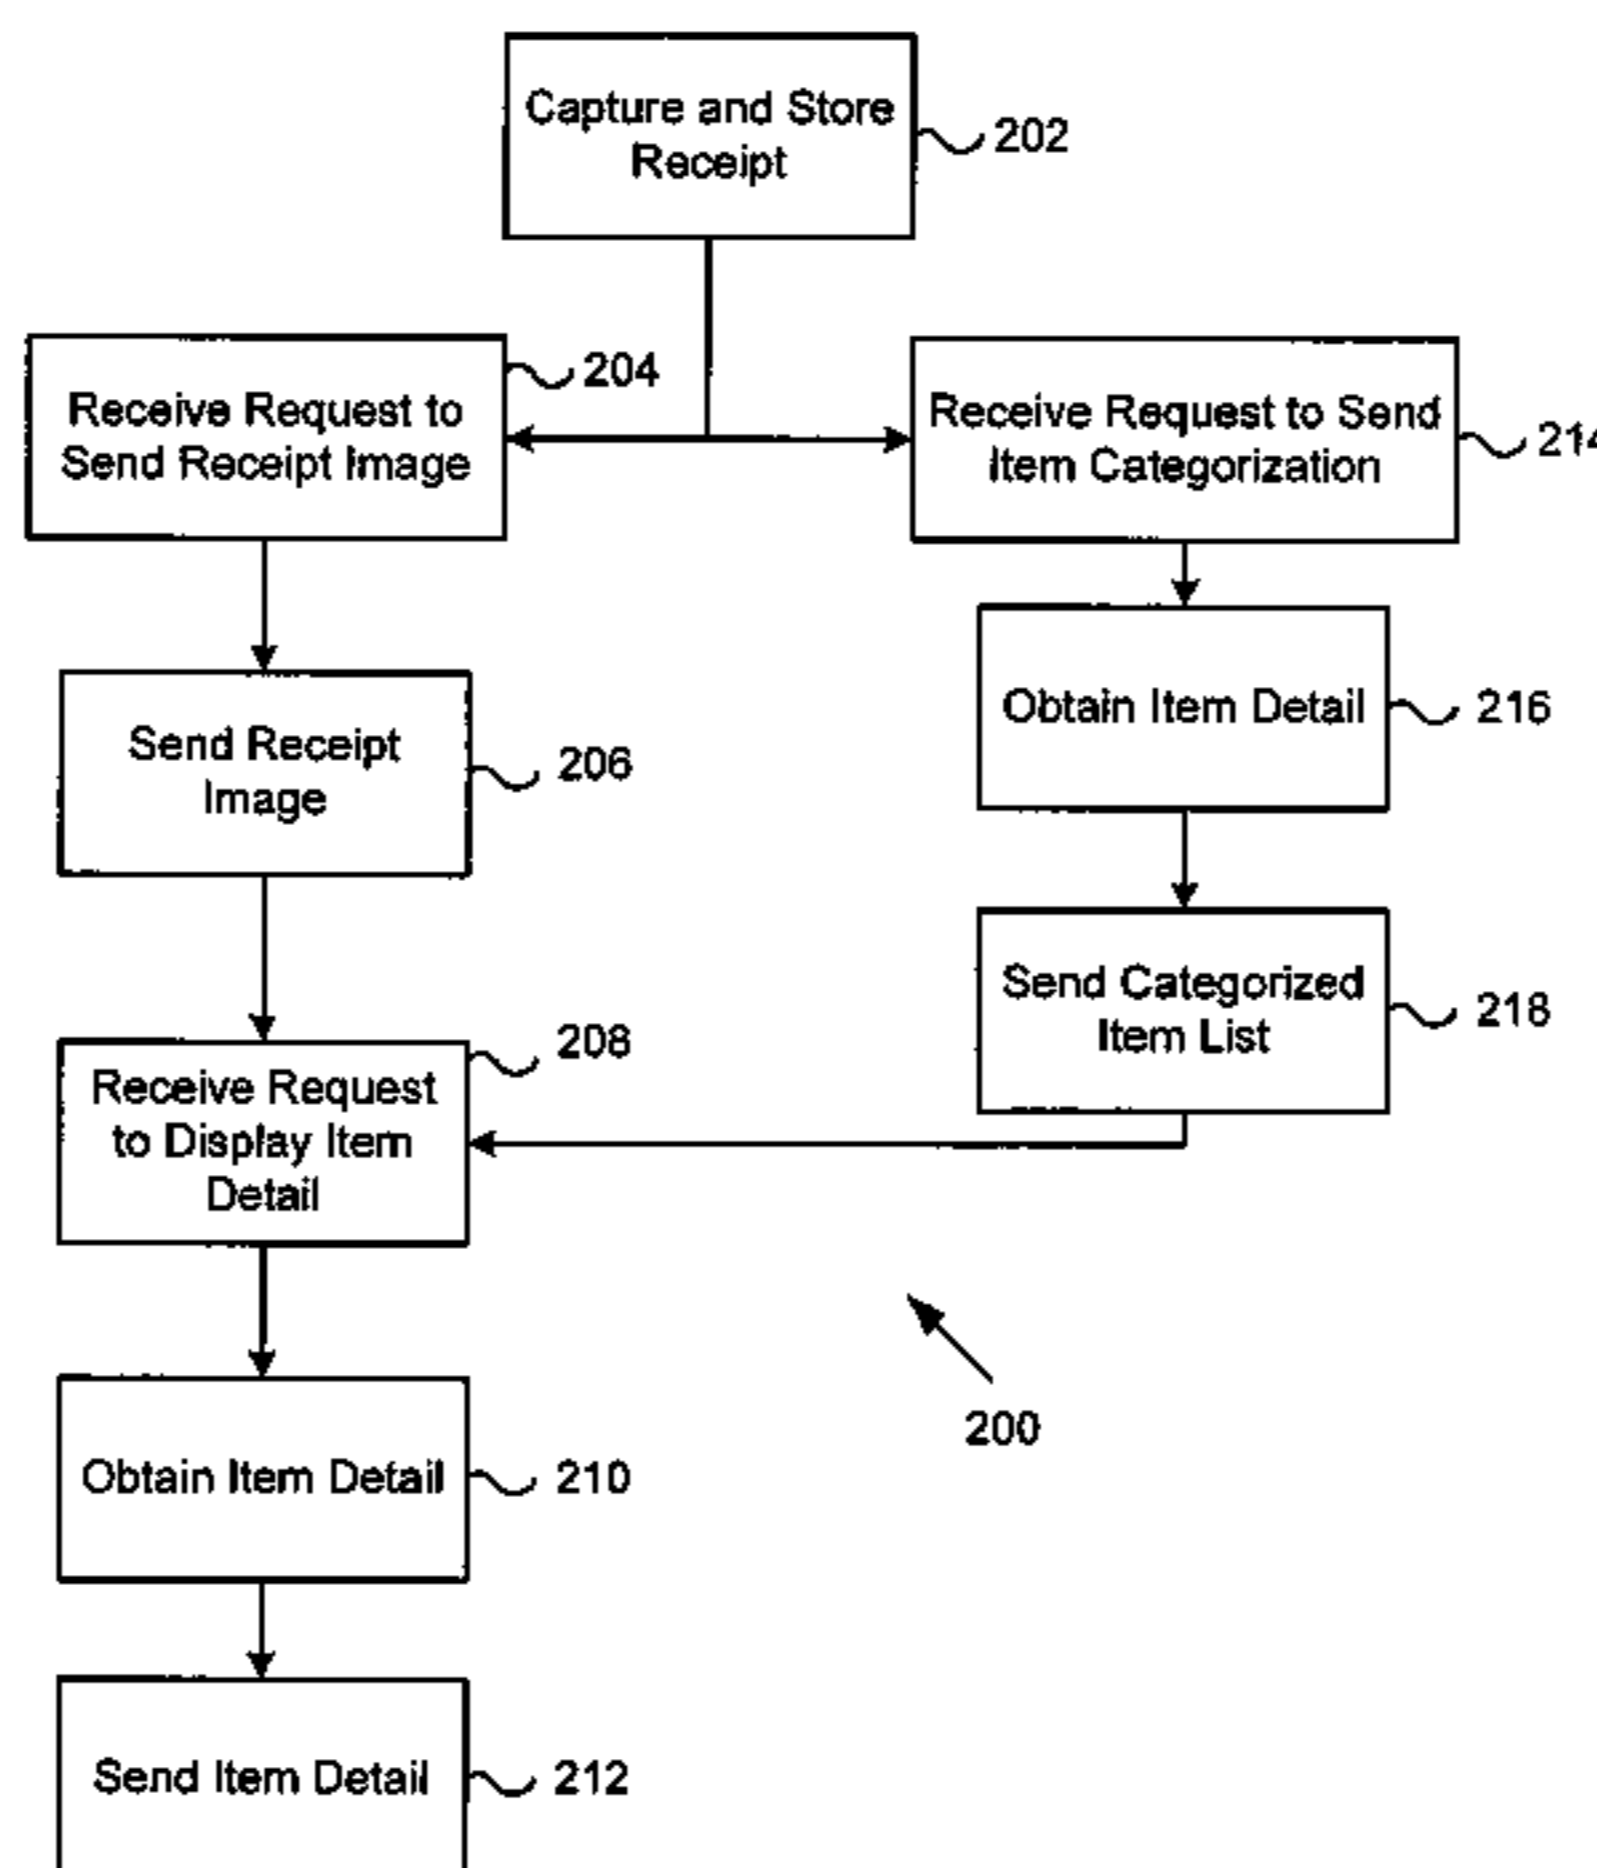 Capture and Store
Receipt
202
204
Receive Request to
Send Receipt Image
Receive Request to Send
Item Categorization
214
Send Receipt
Image
206
Obtain Item Detail
216
Send Categorized
Item List
218
208
Receive Request
to Display Item
Detail
200
Obtain Item Detail
210
Send Item Detail
212